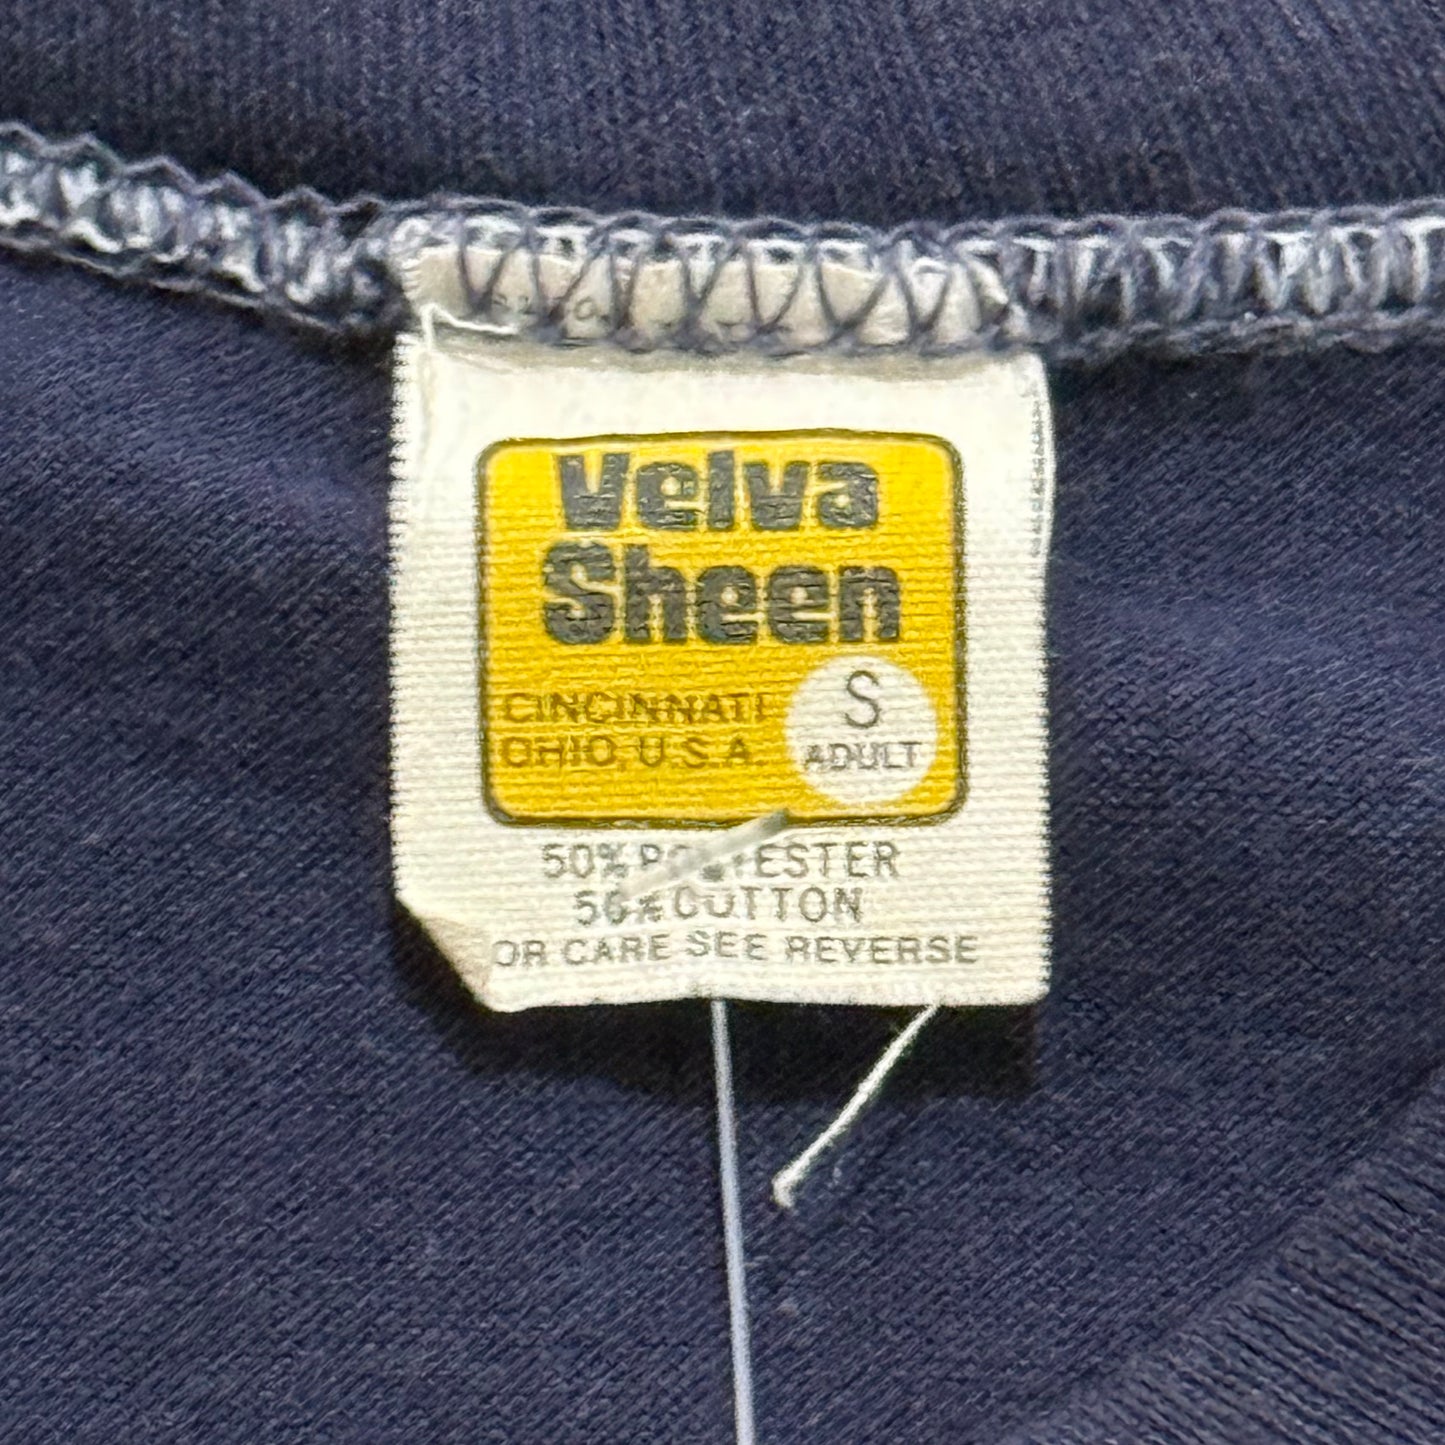 Velva
Sheen
CINCINNATI
OHIO, U.S.A.
S
ADULT
50% POLYESTER
50% COTTON
OR CARE SEE REVERSE